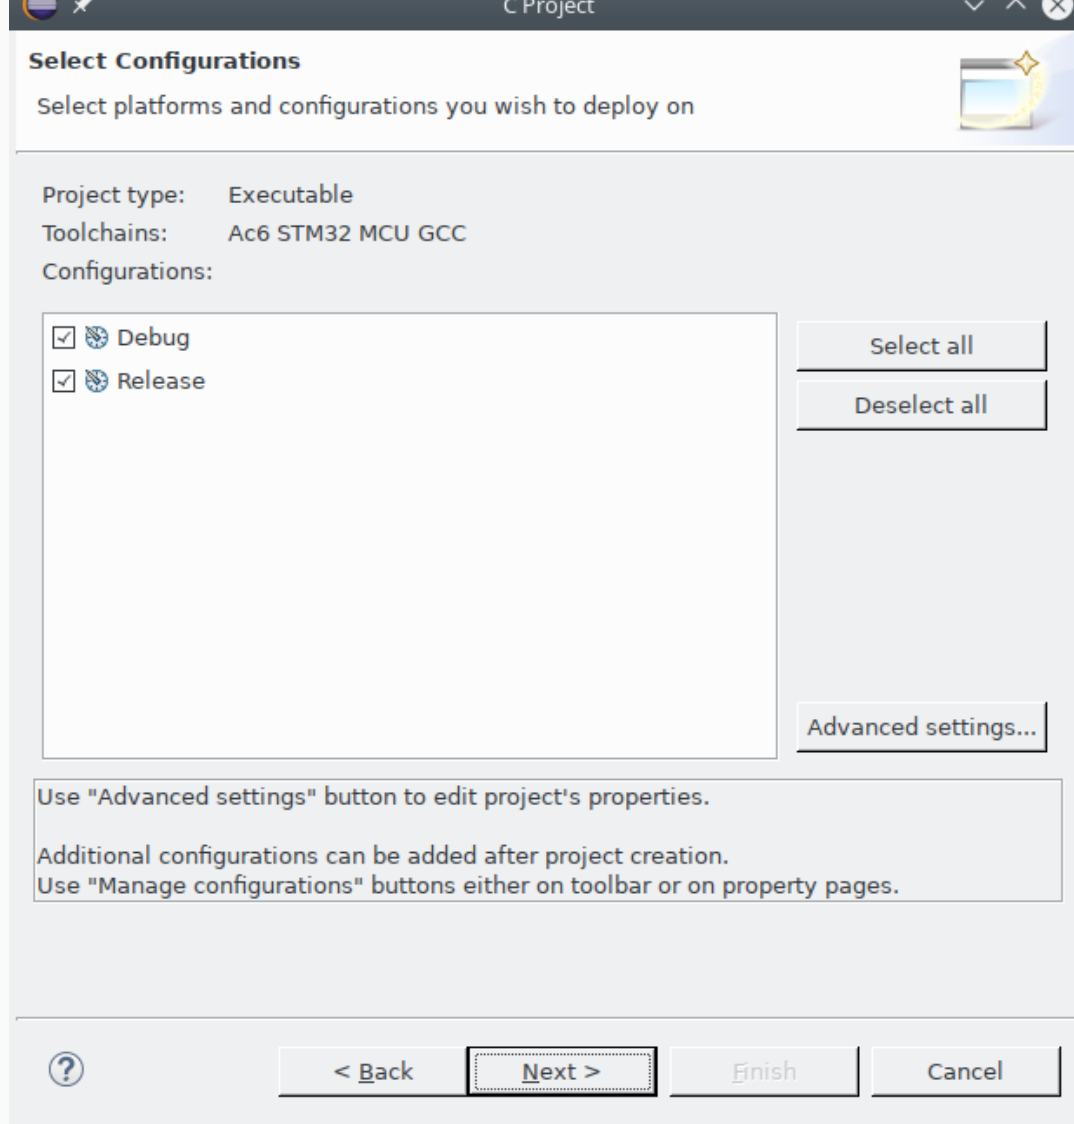 C Project
Select Configurations
Select platforms and configurations you wish to deploy on
Project type: Executable
Toolchains: Ac6 STM32 MCU GCC
Configurations:
Debug
Release
Select all
Deselect all
Advanced settings...
Use "Advanced settings" button to edit project's properties.
Additional configurations can be added after project creation.
Use "Manage configurations" buttons either on toolbar or on property pages.
?
< Back
Next >
Finish
Cancel